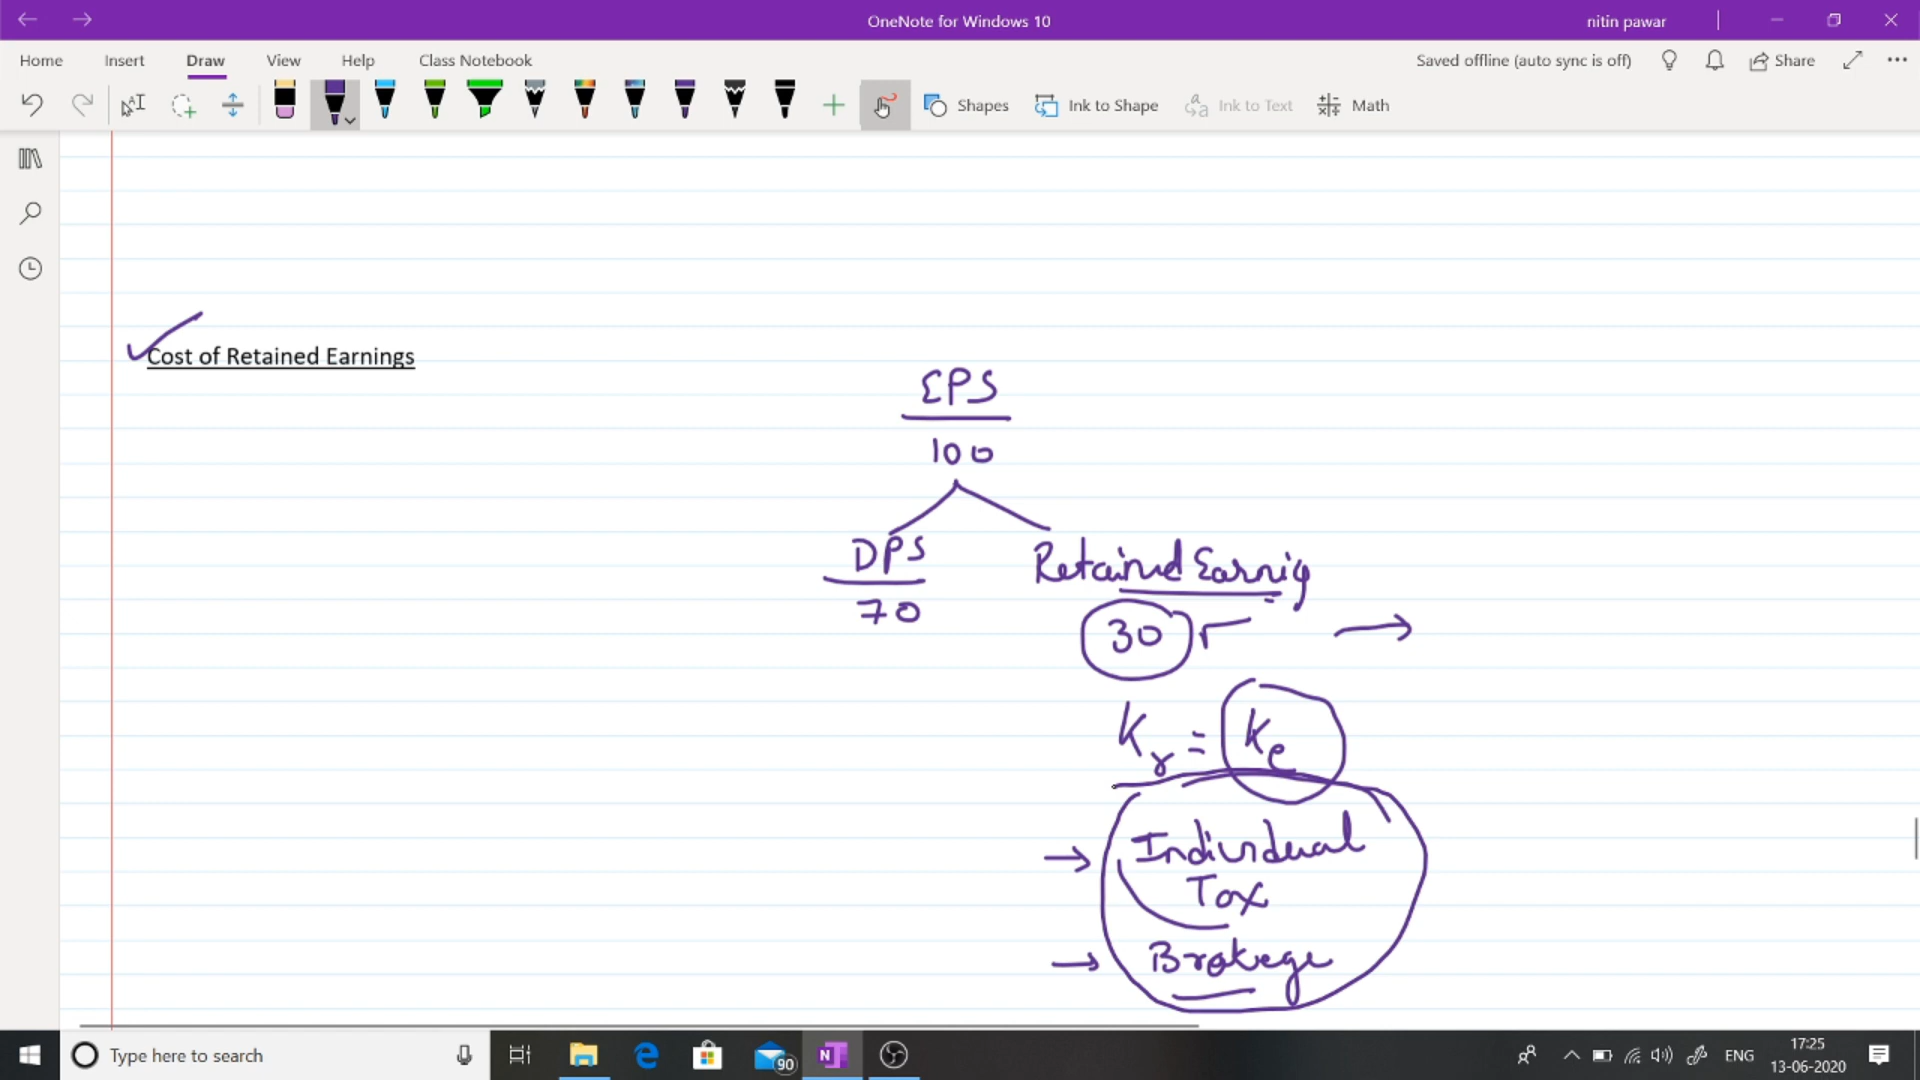 OneNote for Windows 10
nitin pawar
Home Insert Draw View Help Class Notebook
Saved offline (auto sync is off) Share
Shapes Ink to Shape Ink to Text Math
Cost of Retained Earnings
EPS
100
DPS Retained Earnig
70 30 r
Kr = Ke
Individual
Tax
Brokege
Type here to search
90
ENG
17:25
13-06-2020